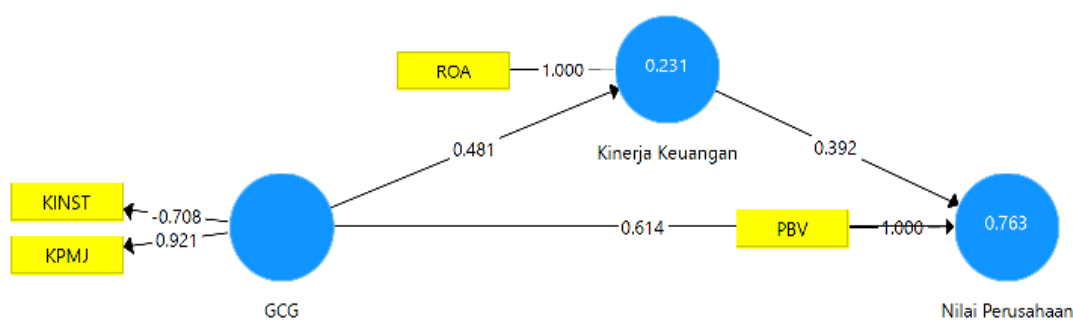 0.231
ROA
1.000
Kinerja Keuangan
0.481
0.392
KINST
-0.708
KPMJ
0.921
0.614
PBV
1.000
0.763
GCG
Nilai Perusahaan